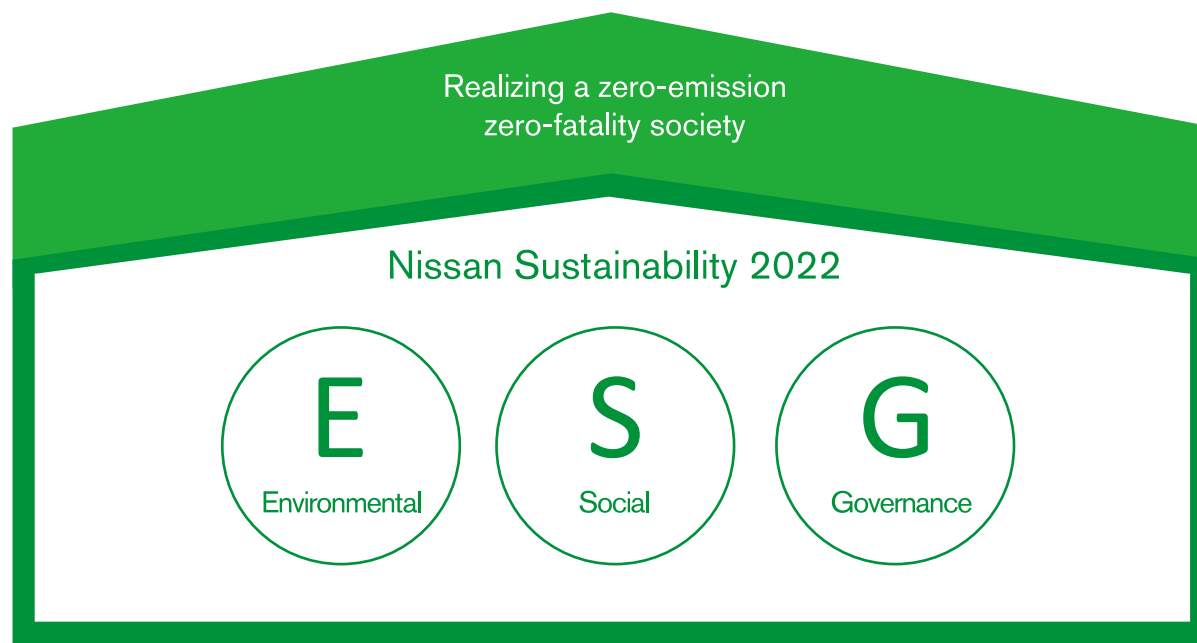 Realizing a zero-emission
zero-fatality society
Nissan Sustainability 2022
E
Environmental
S
Social
G
Governance